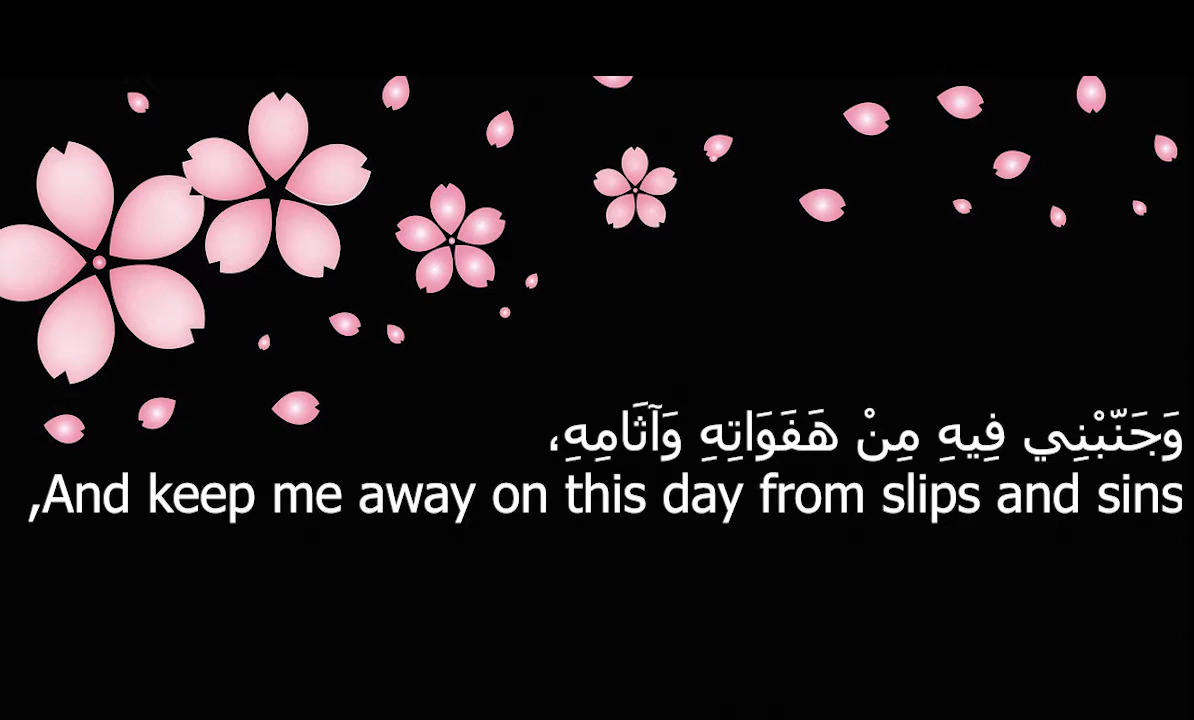 وَجَنّبْنِي فِيهِ مِنْ هَفَوَاتِهِ وَآثَامِهِ،
,And keep me away on this day from slips and sins